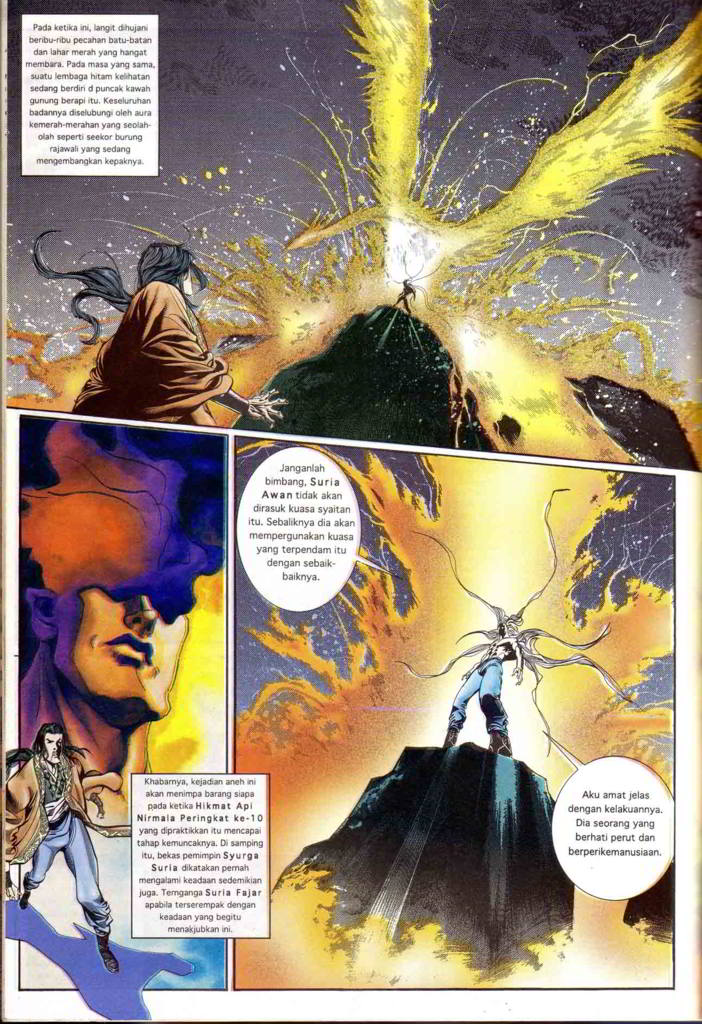 Pada ketika ini, langit dihujani
beribu-ribu pecahan batu-batan
dan lahar merah yang hangat
membara. Pada masa yang sama,
suatu lembaga hitam kelihatan
sedang berdiri d puncak kawah
gunung berapi itu. Keseluruhan
badannya diselubungi oleh aura
kemerah-merahan yang seolah-
olah seperti seekor burung
rajawali yang sedang
mengembangkan kepaknya.
Janganlah
bimbang, Suria
Awan tidak akan
dirasuk kuasa syaitan
itu. Sebaliknya dia akan
mempergunakan kuasa
yang terpendam itu
dengan sebaik-
baiknya.
Khabarnya, kejadian aneh ini
akan menimpa barang siapa
pada ketika Hikmat Api
Nirmala Peringkat ke-10
yang dipraktikkan itu mencapai
tahap kemuncaknya. Di samping
itu, bekas pemimpin Syurga
Suria dikatakan pernah
mengalami keadaan sedemikian
juga. Ternganga Suria Fajar
apabila terserempak dengan
keadaan yang begitu
menakjubkan ini.
Aku amat jelas
dengan kelakuannya.
Dia seorang yang
berhati perut dan
berperikemanusiaan.